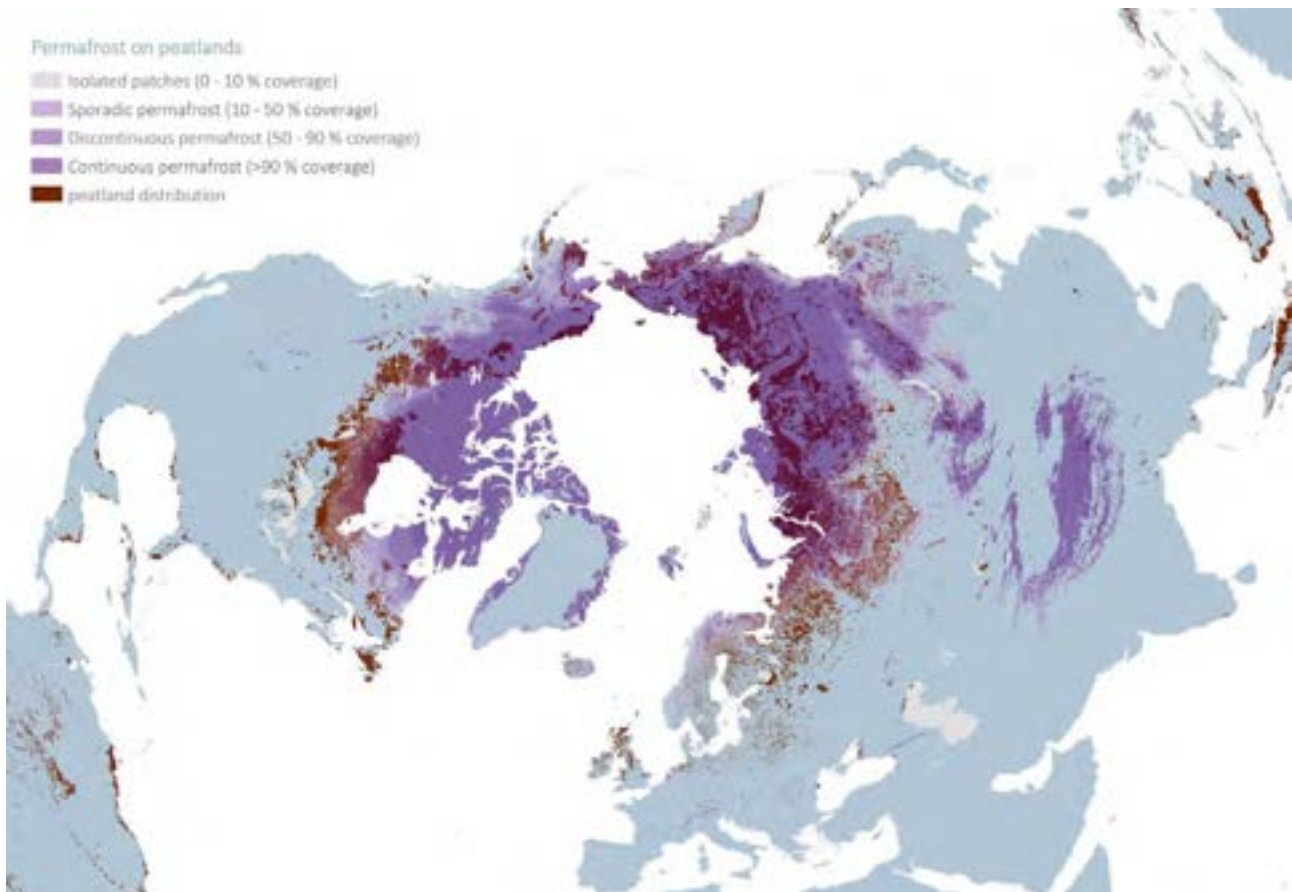 Permafrost on peatlands
Isolated patches (0 - 10 % coverage)
Sporadic permafrost (10 - 50 % coverage)
Discontinuous permafrost (50 - 90 % coverage)
Continuous permafrost (>90 % coverage)
peatland distribution